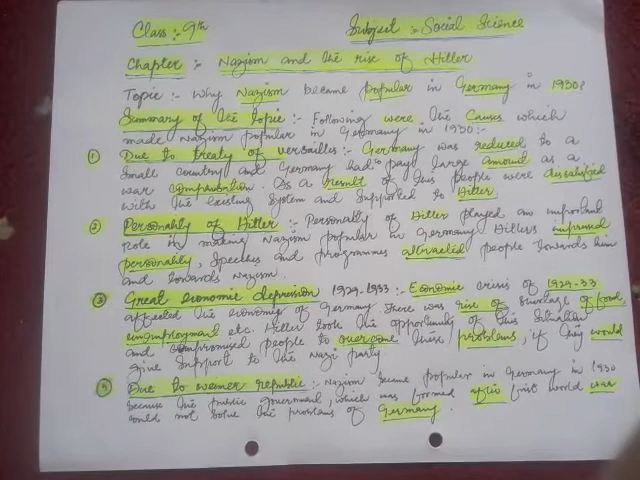 Class :- 9th Subject :- Social Science
Chapter :- Nazism and the rise of Hitler
Topic :- Why Nazism became popular in Germany in 1930?
Summary of the topic :- Following were the causes which
made Nazism popular in Germany in 1930:-
① Due to treaty of versailles :- Germany was reduced to a
small country and Germany had to pay large amount as a
war . As a result of this people were dissatisfied
with the existing system and supported to Hitler.
② Personality of Hitler :- Personality of Hitler played an important
Role in making Nazism popular in Germany Hitlers
personality, speeches and programmes attracted people towards him
and towards Nazism.
③ Great economic depression 1929-1933 :- Economic crisis of 1929-33
affected the economy of Germany. There was rise of shortage of food,
etc. Hitler took the opportunity of this situation
and people to overcome these problems, if they would
give support to the Nazi party
④ Due to weimer republic :- Nazism became popular in Germany in 1930
because the public government, which was formed after first world war
could not solve the problems of Germany.